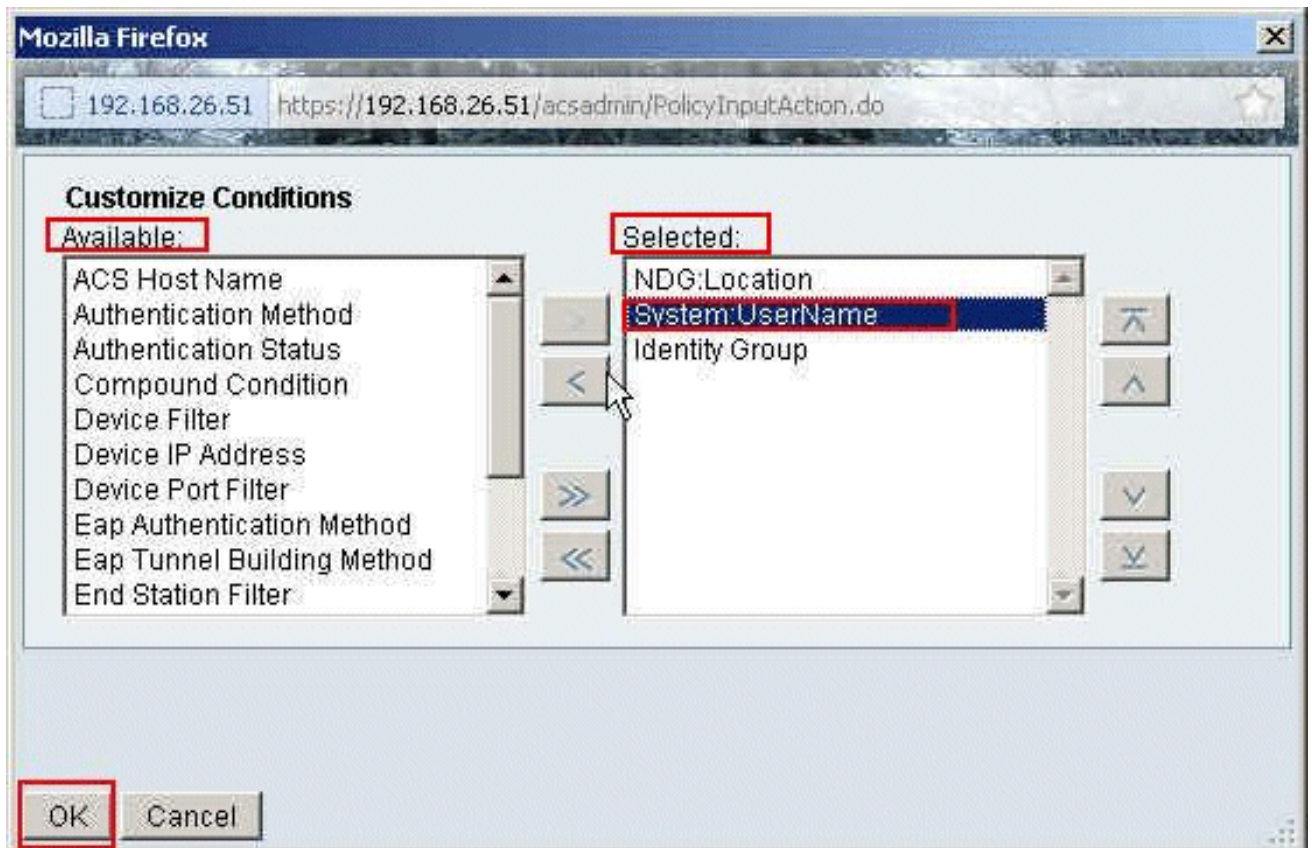 Mozilla Firefox
192.168.26.51 https://192.168.26.51/acsadmin/PolicyInputAction.do
Customize Conditions
Available:
ACS Host Name
Authentication Method
Authentication Status
Compound Condition
Device Filter
Device IP Address
Device Port Filter
Eap Authentication Method
Eap Tunnel Building Method
End Station Filter
Selected:
NDG:Location
System:UserName
Identity Group
OK
Cancel